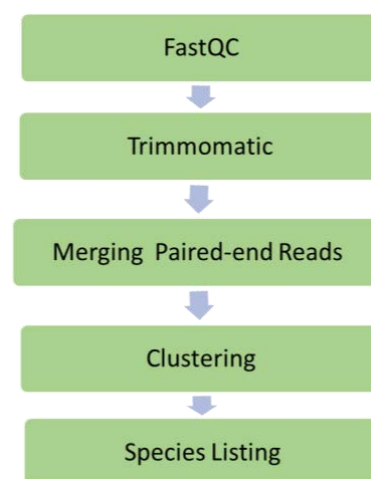 FastQC
Trimmomatic
Merging Paired-end Reads
Clustering
Species Listing